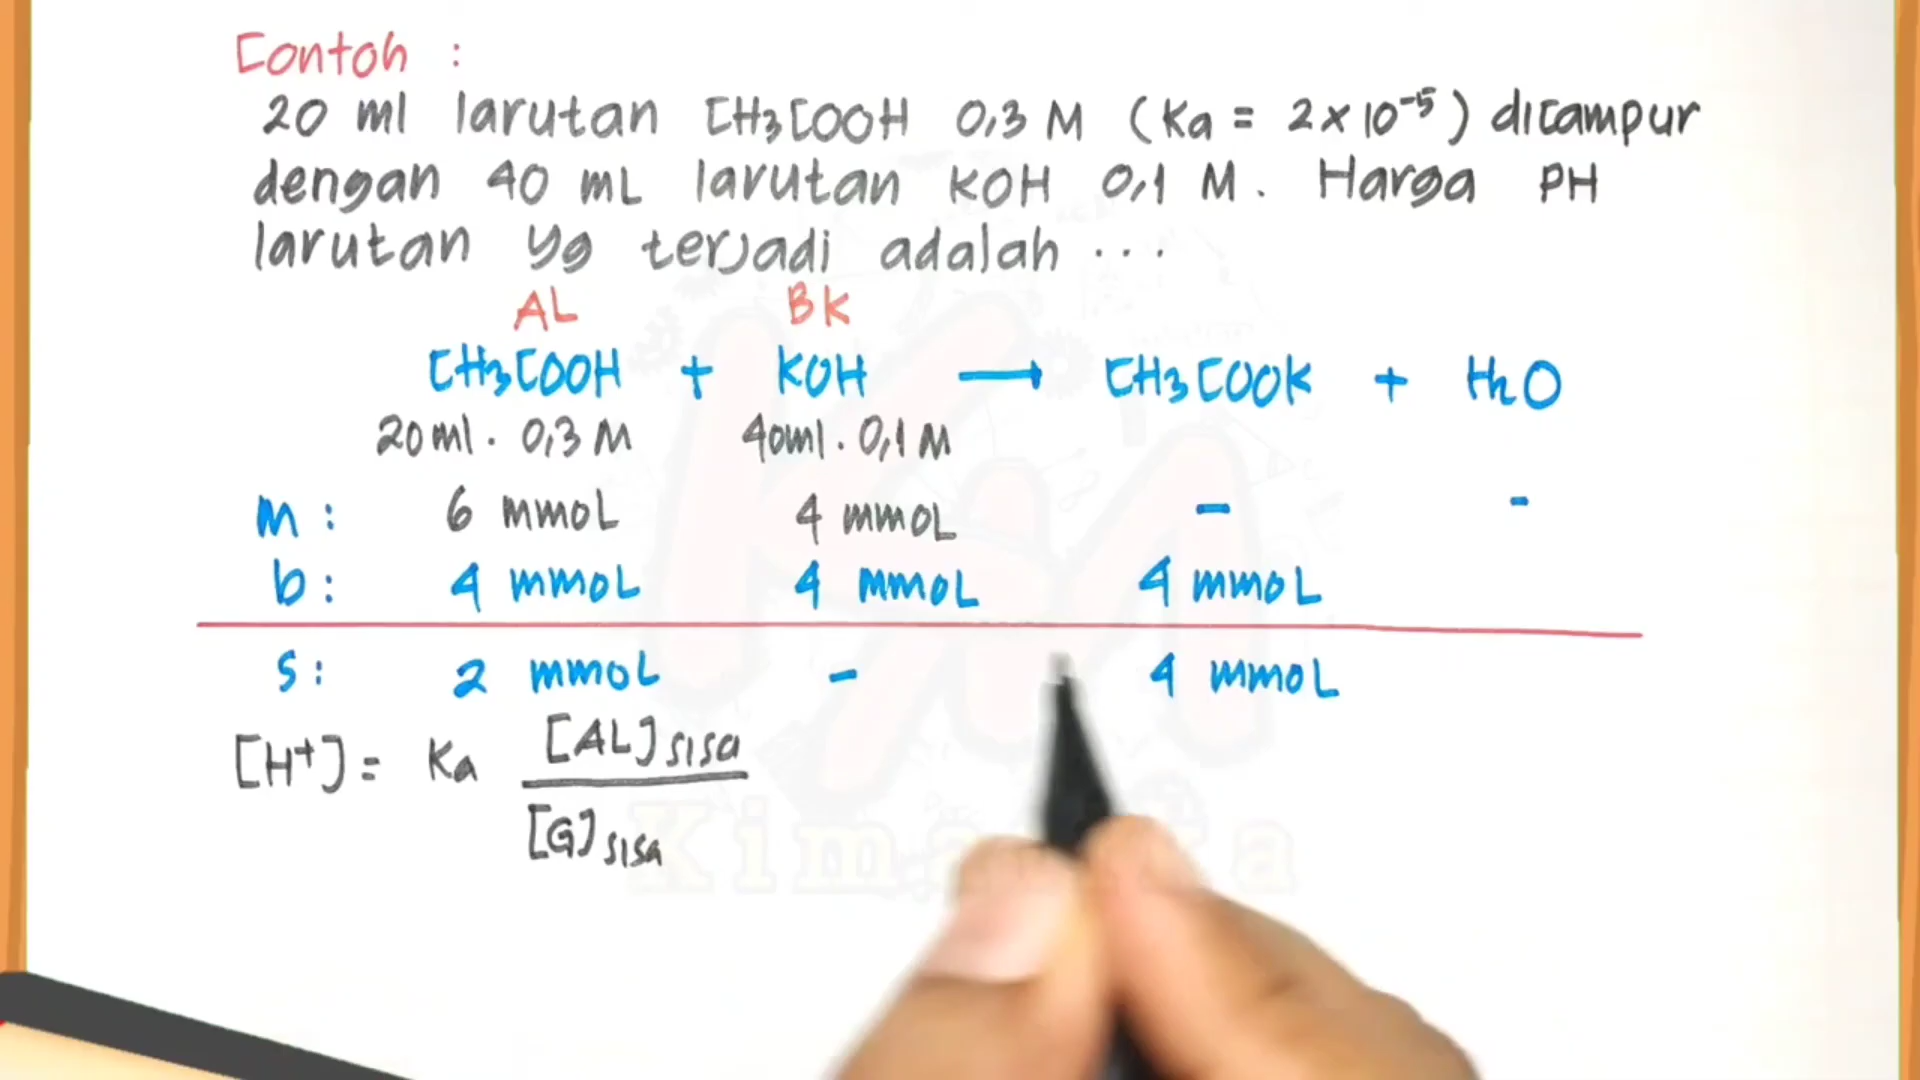 Contoh :
20 ml larutan CH3COOH 0,3 M (Ka = 2x10⁻⁵) dicampur
dengan 40 mL larutan KOH 0,1 M. Harga PH
larutan yg terjadi adalah ...
AL BK
CH3COOH + KOH → CH3COOK + H2O
20ml . 0,3 M 40ml . 0,1 M
m : 6 mmoL 4 mmoL - -
b : 4 mmoL 4 mmoL 4 mmoL
s : 2 mmoL - 4 mmoL
[H⁺] = Ka [AL] sisa
[G] sisa